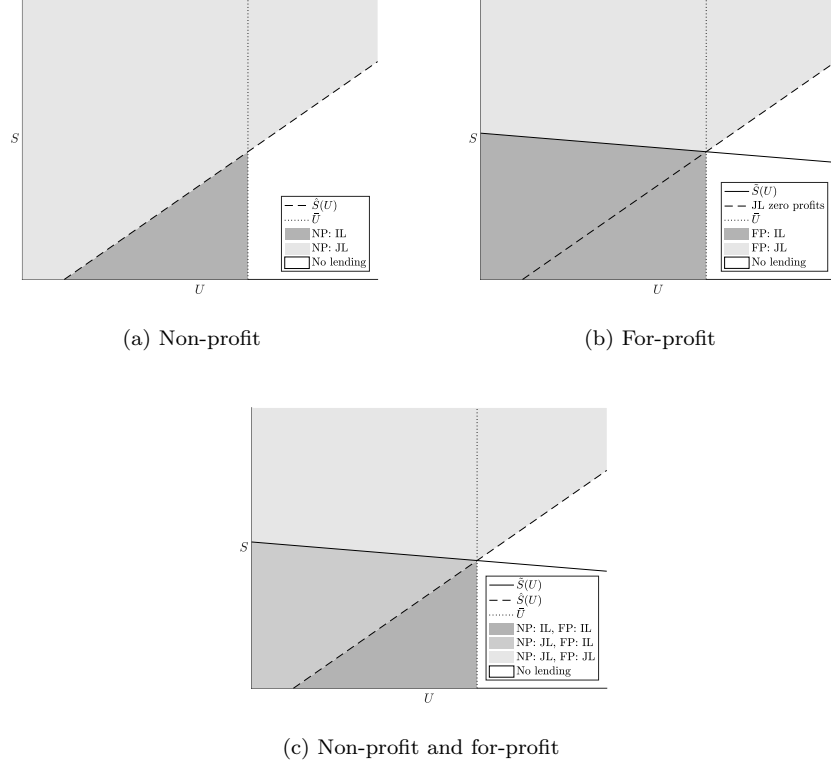 S
Ŝ(U)
Ū
NP: IL
NP: JL
No lending
U
(a) Non-profit
S
S̃(U)
JL zero profits
Ū
FP: IL
FP: JL
No lending
U
(b) For-profit
S
S̃(U)
Ŝ(U)
Ū
NP: IL, FP: IL
NP: JL, FP: IL
NP: JL, FP: JL
No lending
U
(c) Non-profit and for-profit